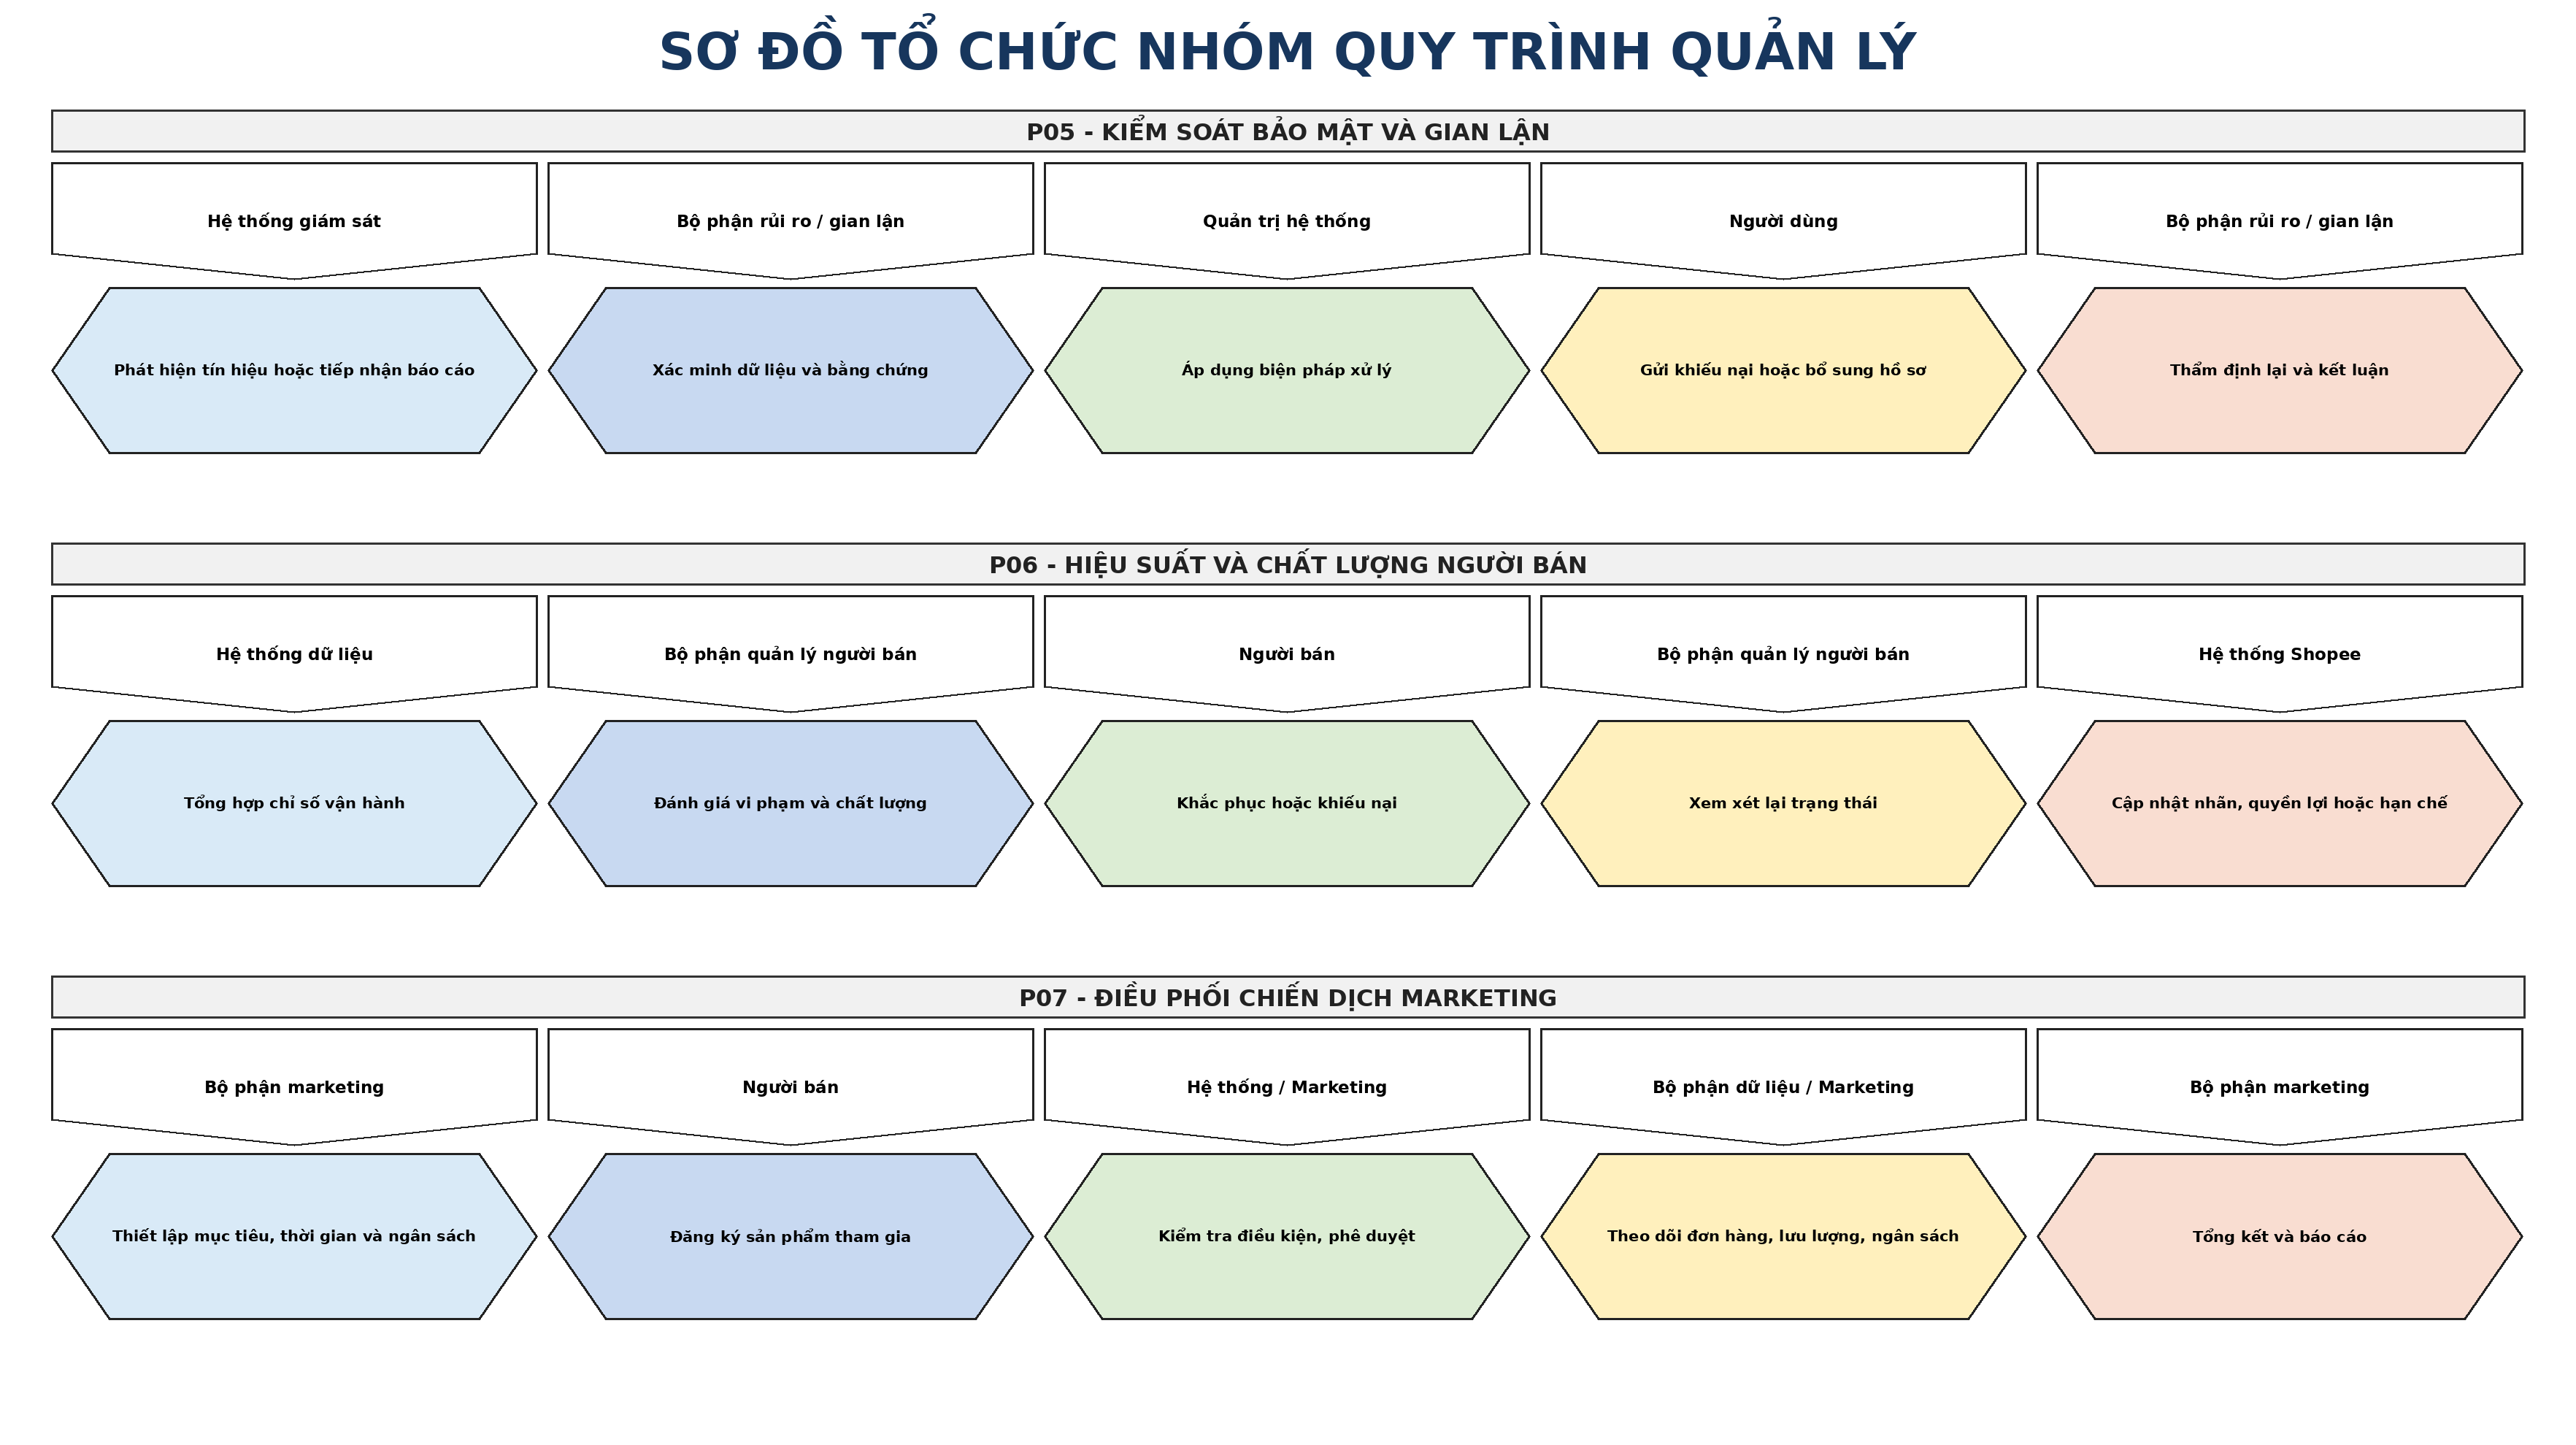 SƠ ĐỒ TỔ CHỨC NHÓM QUY TRÌNH QUẢN LÝ
P05 - KIỂM SOÁT BẢO MẬT VÀ GIAN LẬN
Hệ thống giám sát
Bộ phận rủi ro / gian lận
Quản trị hệ thống
Người dùng
Bộ phận rủi ro / gian lận
Phát hiện tín hiệu hoặc tiếp nhận báo cáo
Xác minh dữ liệu và bằng chứng
Áp dụng biện pháp xử lý
Gửi khiếu nại hoặc bổ sung hồ sơ
Thẩm định lại và kết luận
P06 - HIỆU SUẤT VÀ CHẤT LƯỢNG NGƯỜI BÁN
Hệ thống dữ liệu
Bộ phận quản lý người bán
Người bán
Bộ phận quản lý người bán
Hệ thống Shopee
Tổng hợp chỉ số vận hành
Đánh giá vi phạm và chất lượng
Khắc phục hoặc khiếu nại
Xem xét lại trạng thái
Cập nhật nhãn, quyền lợi hoặc hạn chế
P07 - ĐIỀU PHỐI CHIẾN DỊCH MARKETING
Bộ phận marketing
Người bán
Hệ thống / Marketing
Bộ phận dữ liệu / Marketing
Bộ phận marketing
Thiết lập mục tiêu, thời gian và ngân sách
Đăng ký sản phẩm tham gia
Kiểm tra điều kiện, phê duyệt
Theo dõi đơn hàng, lưu lượng, ngân sách
Tổng kết và báo cáo